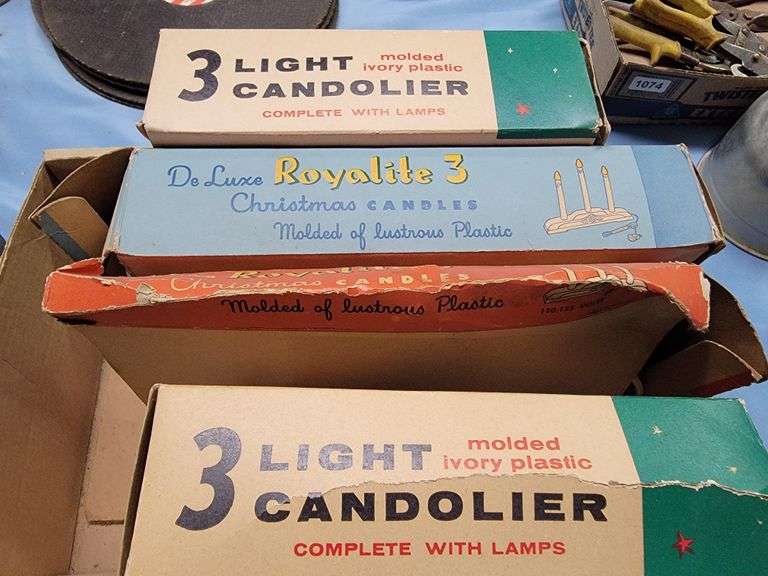 3 LIGHT molded ivory plastic
CANDOLIER
COMPLETE WITH LAMPS
1074
De Luxe Royalite 3
Christmas CANDLES
Molded of lustrous Plastic
Christmas CANDLES
Molded of lustrous Plastic
3 LIGHT molded ivory plastic
CANDOLIER
COMPLETE WITH LAMPS